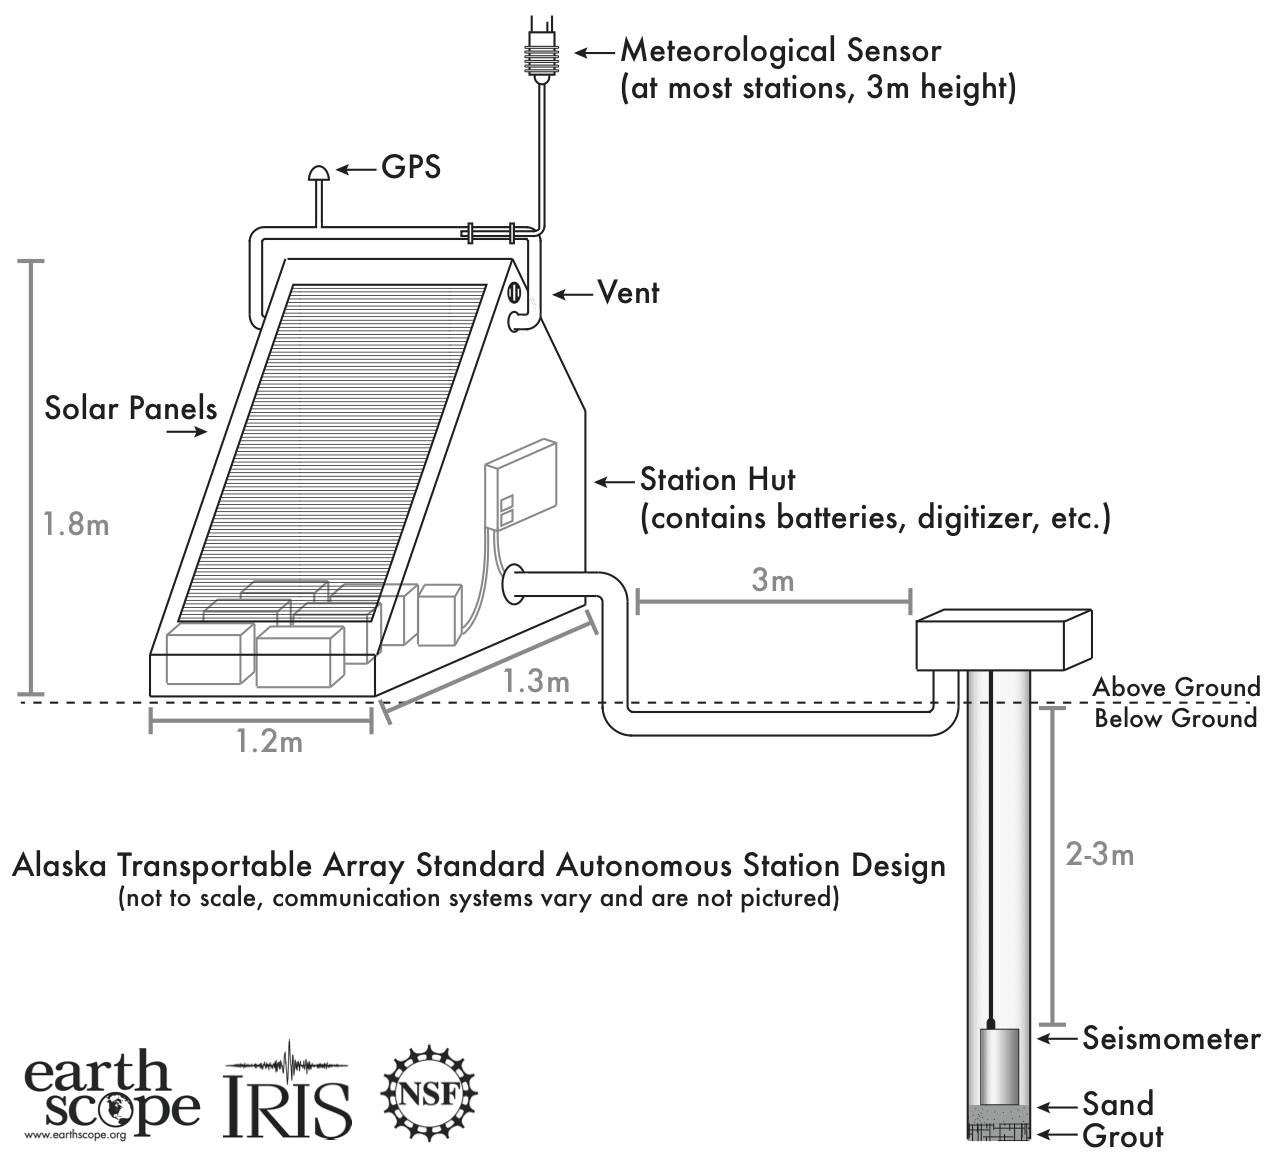 Meteorological Sensor
(at most stations, 3m height)
GPS
Vent
Solar Panels
1.8m
Station Hut
(contains batteries, digitizer, etc.)
3m
1.3m
1.2m
Above Ground
Below Ground
2-3m
Alaska Transportable Array Standard Autonomous Station Design
(not to scale, communication systems vary and are not pictured)
Seismometer
Sand
Grout
earth
scope
www.earthscope.org
IRIS
NSF